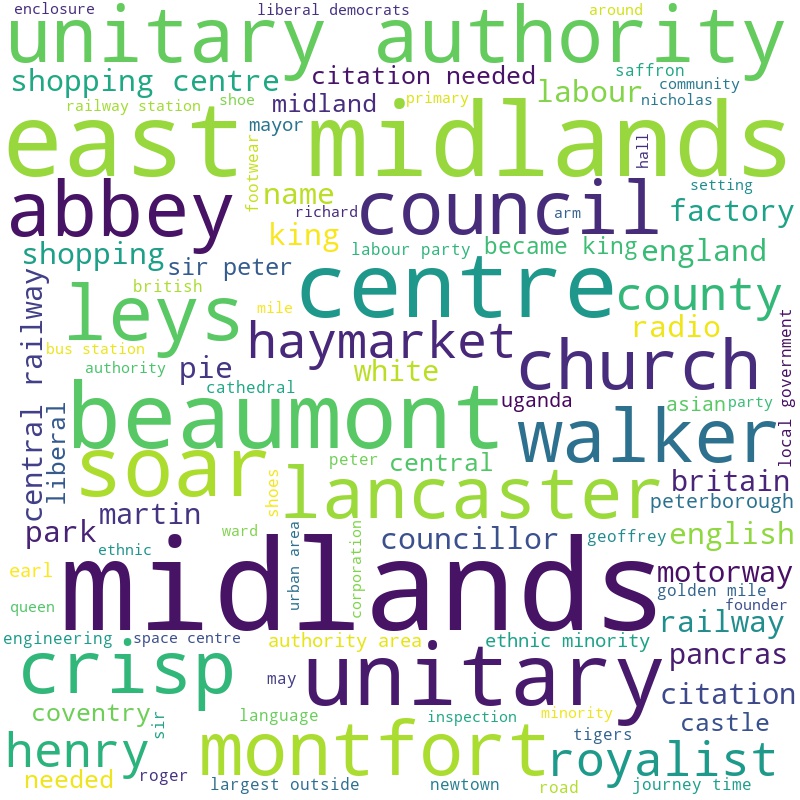 enclosure liberal democrats around
unitary authority
shopping centre citation needed labour saffron community
railway station shoe midland primary nicholas
east midlands
mayor footwear hall
abbey name richard council arm setting
king factory
shopping sir peter labour party became king england
british centre county
leys mile haymarket radio
central railway bus station pie white church local government
authority cathedral
beaumont uganda asian party
liberal walker
soar peter central britain
shoes lancaster peterborough
park martin ward geoffrey english
ethnic urban area corporation councillor
earl midlands motorway
queen golden mile
founder
engineering space centre authority area ethnic minority railway
crisp may unitary pancras
citation
coventry sir language inspection minority castle
henry montfort tigers royalist
needed roger largest outside newtown road journey time